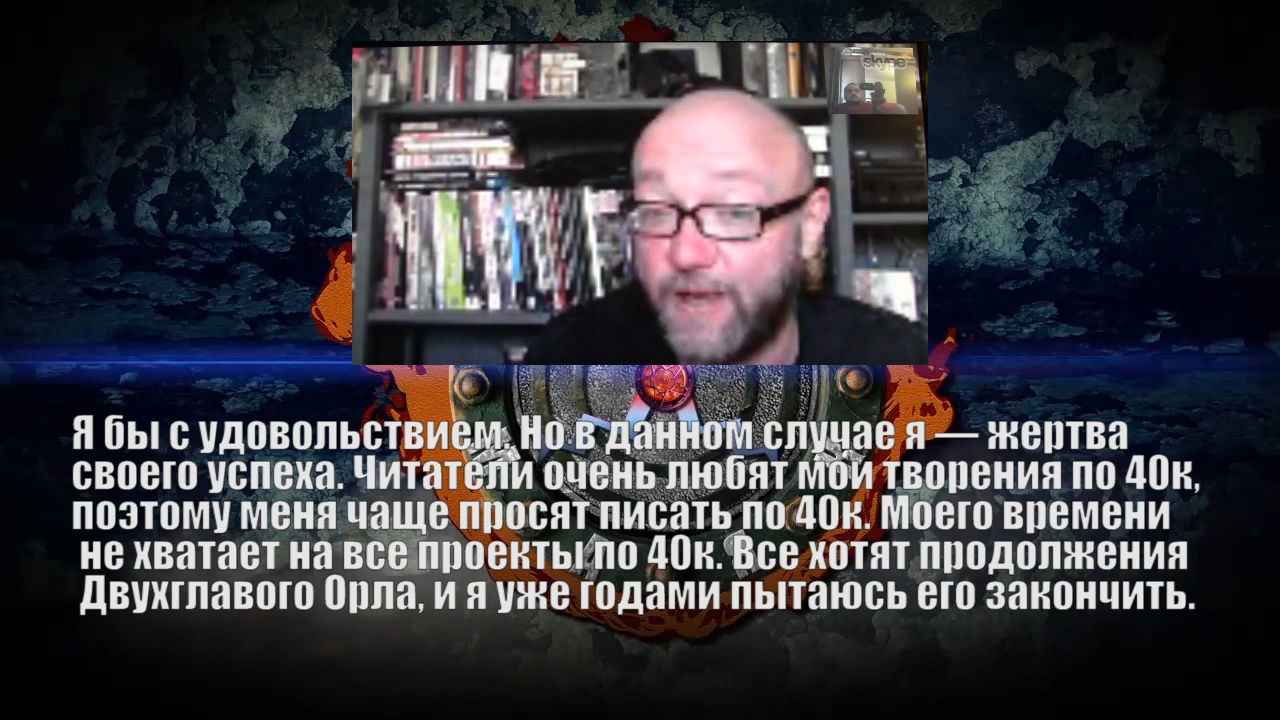 skype
Я бы с удовольствием. Но в данном случае я — жертва
своего успеха. Читатели очень любят мои творения по 40к,
поэтому меня чаще просят писать по 40к. Моего времени
не хватает на все проекты по 40к. Все хотят продолжения
Двухглавого Орла, и я уже годами пытаюсь его закончить.